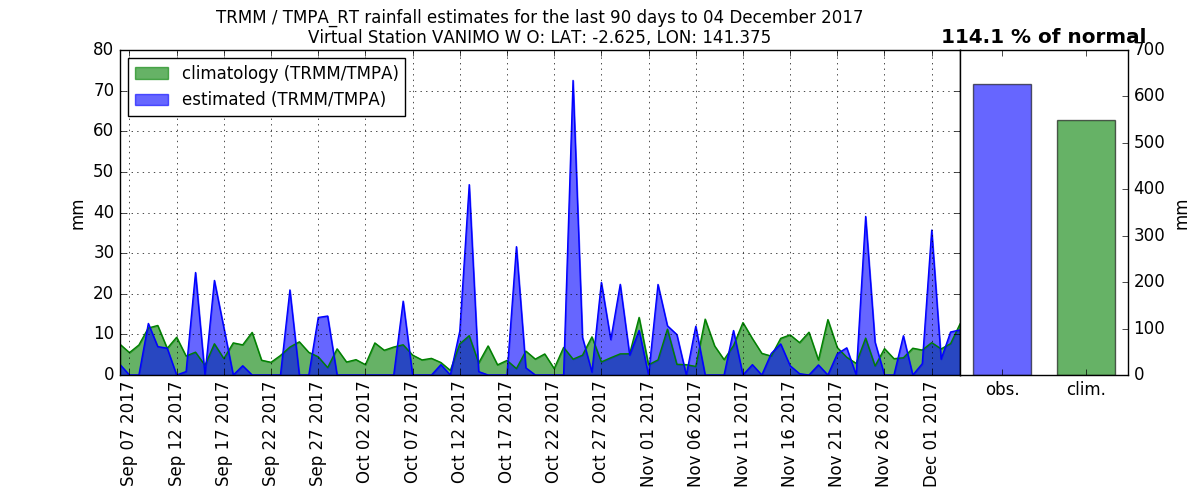 TRMM / TMPA_RT rainfall estimates for the last 90 days to 04 December 2017
Virtual Station VANIMO W O: LAT: -2.625, LON: 141.375
114.1 % of normal
climatology (TRMM/TMPA)
estimated (TRMM/TMPA)
80
70
60
50
40
30
20
10
0
mm
Sep 07 2017
Sep 12 2017
Sep 17 2017
Sep 22 2017
Sep 27 2017
Oct 02 2017
Oct 07 2017
Oct 12 2017
Oct 17 2017
Oct 22 2017
Oct 27 2017
Nov 01 2017
Nov 06 2017
Nov 11 2017
Nov 16 2017
Nov 21 2017
Nov 26 2017
Dec 01 2017
obs.
clim.
700
600
500
400
300
200
100
0
mm